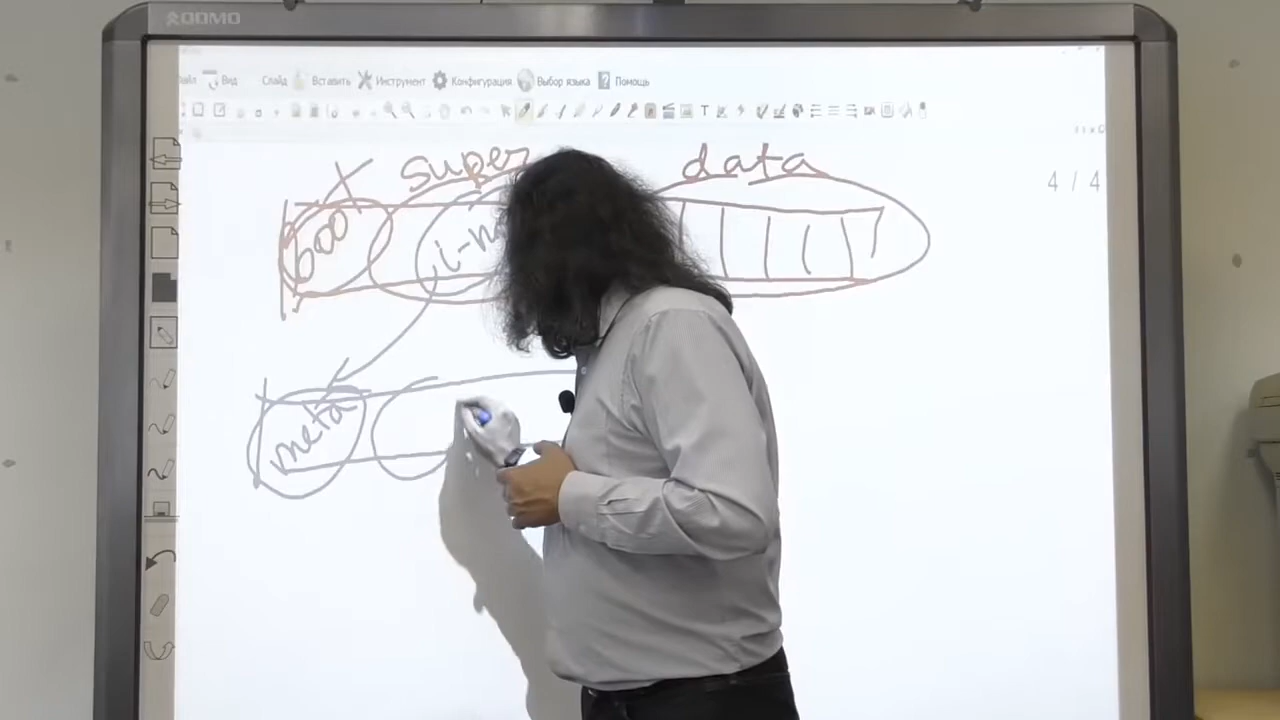 QOMO
Вид Слайд Вставить Инструмент Конфигурация Выбор языка Помощь
super data
4 / 4
boot i-n
meta